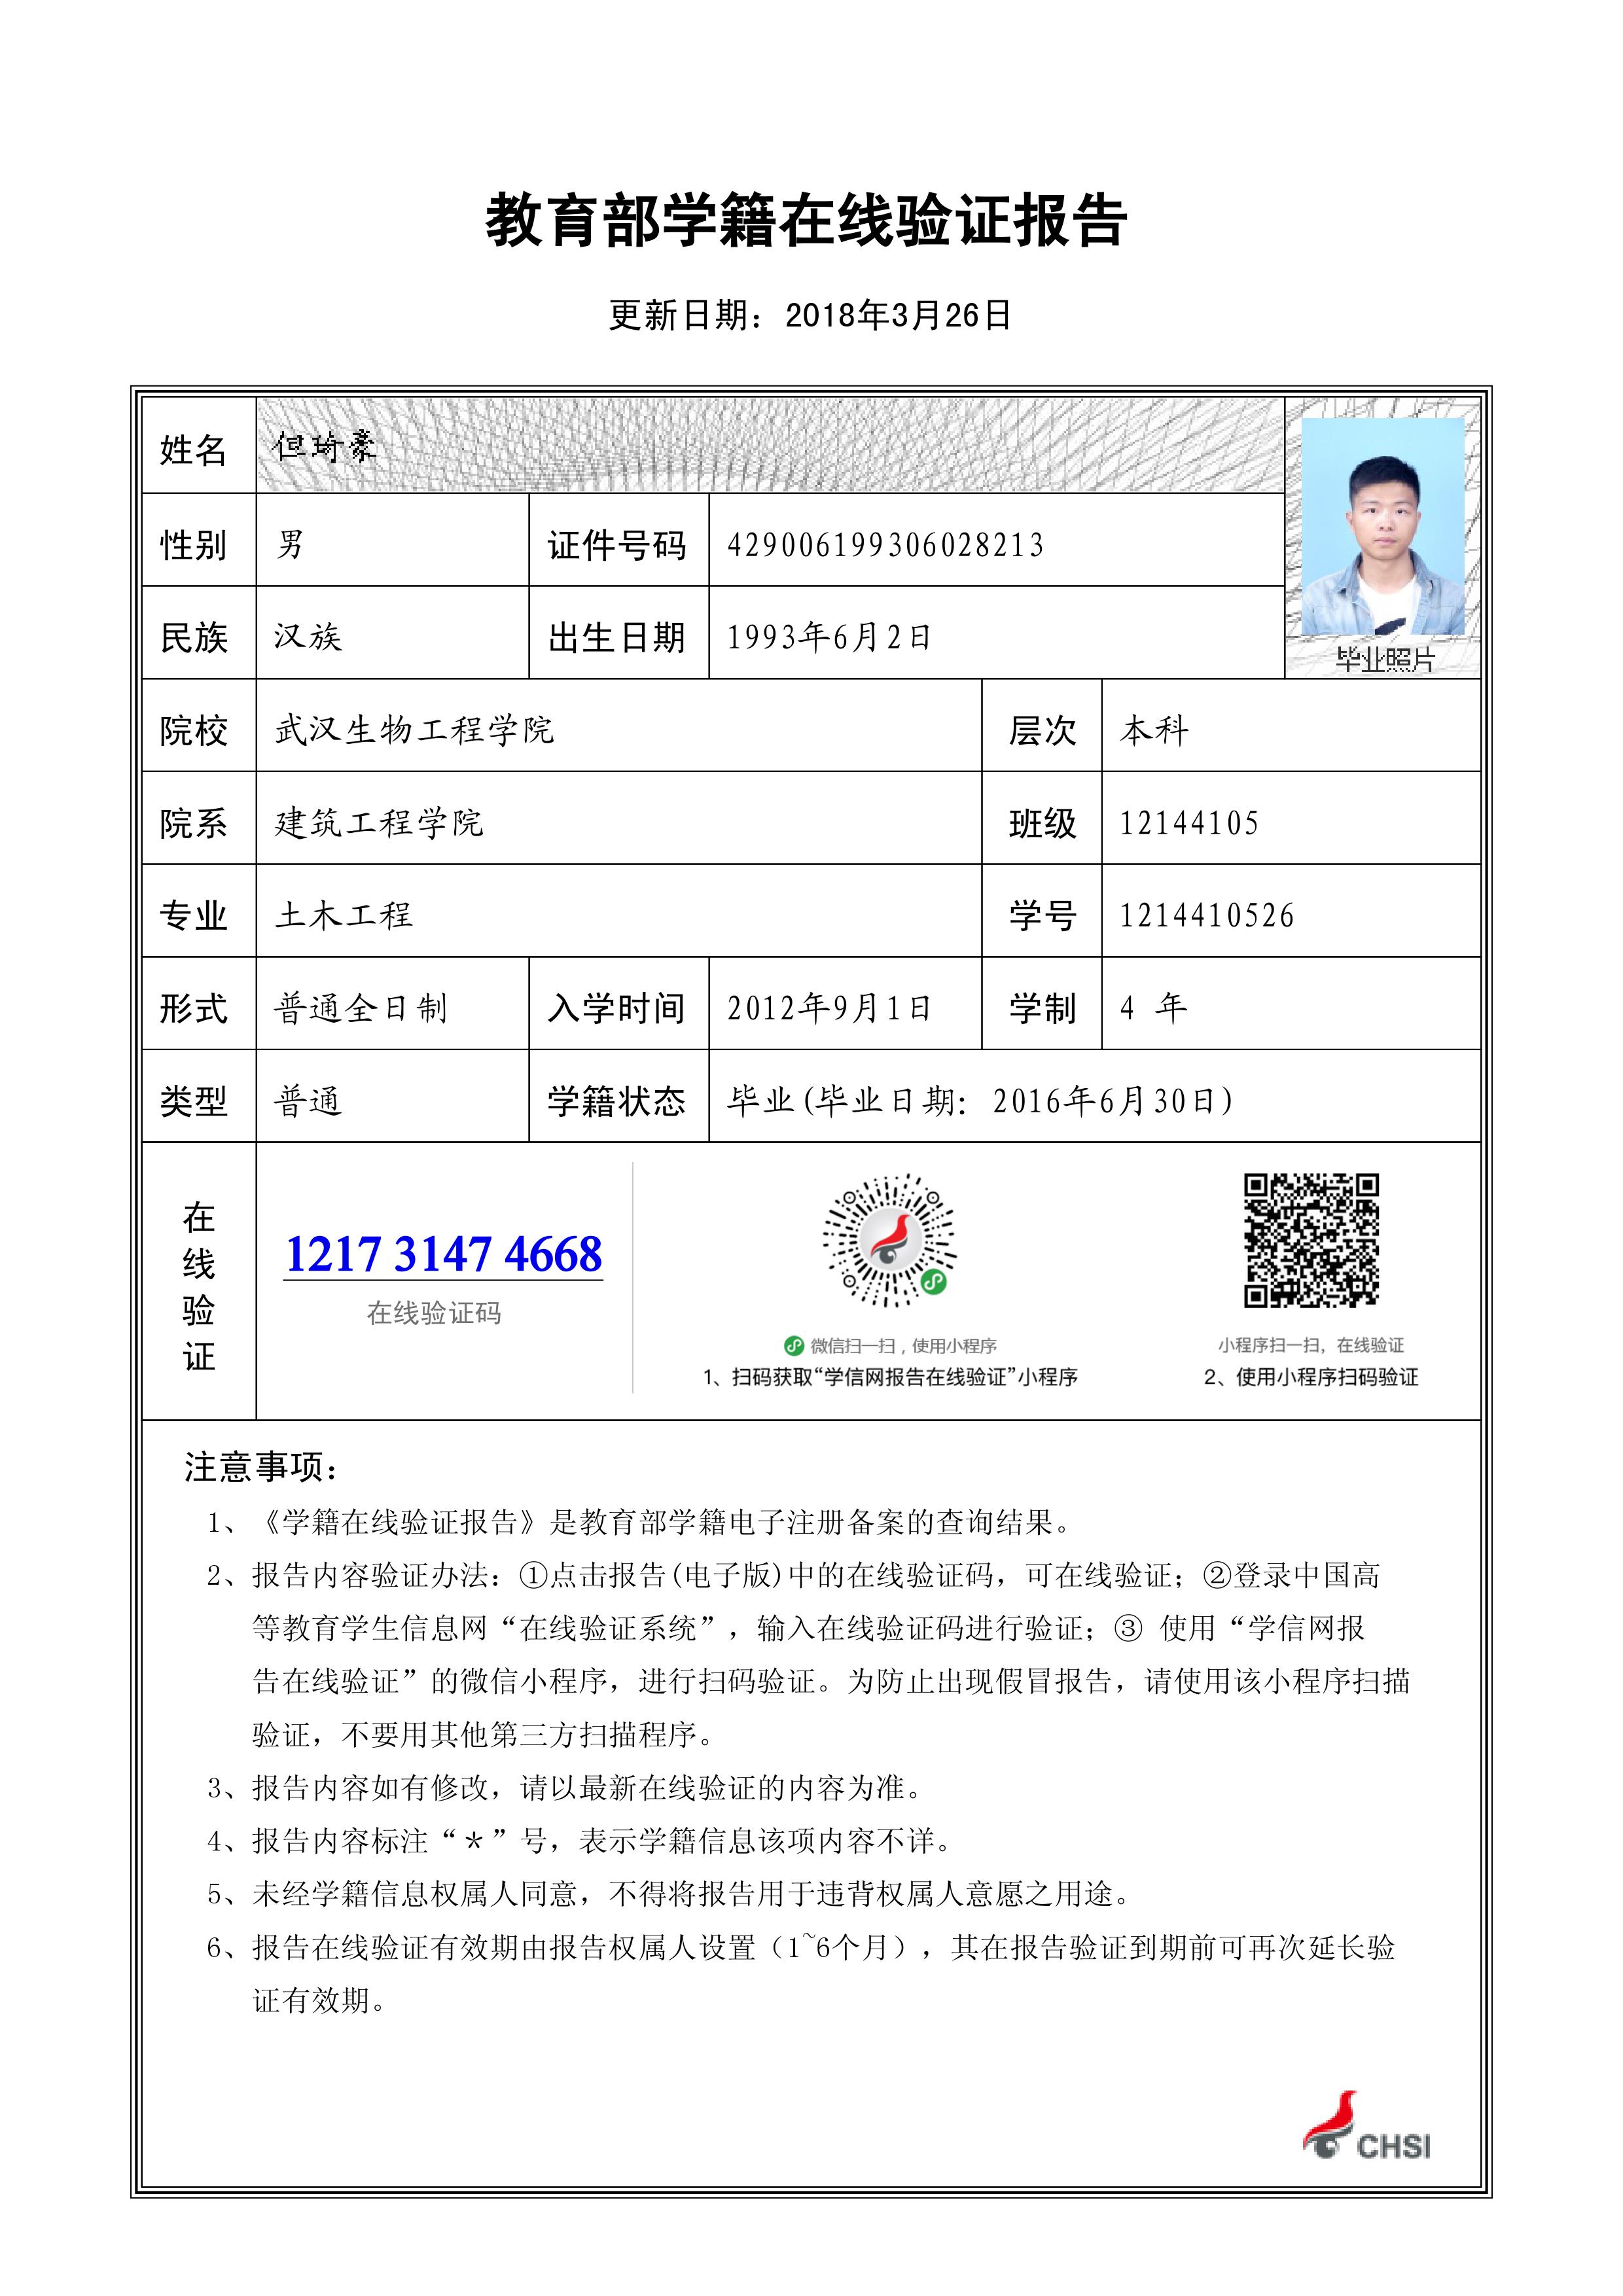 教育部学籍在线验证报告
更新日期：2018年3月26日
姓名 但琦豪
性别 男 证件号码 429006199306028213
民族 汉族 出生日期 1993年6月2日
毕业照片
院校 武汉生物工程学院 层次 本科
院系 建筑工程学院 班级 12144105
专业 土木工程 学号 1214410526
形式 普通全日制 入学时间 2012年9月1日 学制 4 年
类型 普通 学籍状态 毕业(毕业日期: 2016年6月30日)
在线验证
1217 3147 4668
在线验证码
微信扫一扫，使用小程序
1、扫码获取“学信网报告在线验证”小程序
小程序扫一扫，在线验证
2、使用小程序扫码验证
注意事项：
1、《学籍在线验证报告》是教育部学籍电子注册备案的查询结果。
2、报告内容验证办法：①点击报告(电子版)中的在线验证码，可在线验证；②登录中国高
等教育学生信息网“在线验证系统”，输入在线验证码进行验证；③ 使用“学信网报
告在线验证”的微信小程序，进行扫码验证。为防止出现假冒报告，请使用该小程序扫描
验证，不要用其他第三方扫描程序。
3、报告内容如有修改，请以最新在线验证的内容为准。
4、报告内容标注“*”号，表示学籍信息该项内容不详。
5、未经学籍信息权属人同意，不得将报告用于违背权属人意愿之用途。
6、报告在线验证有效期由报告权属人设置（1~6个月），其在报告验证到期前可再次延长验
证有效期。
CHSI